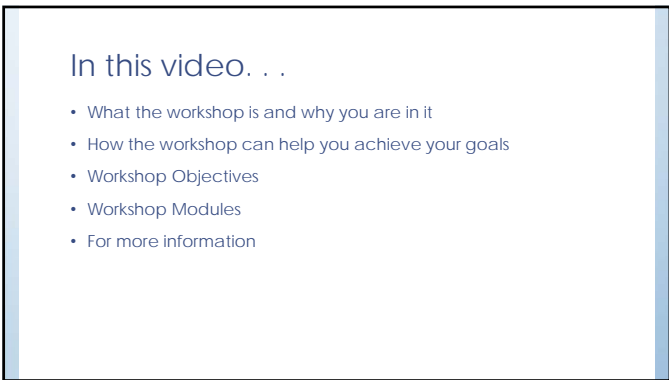 In this video. . .
• What the workshop is and why you are in it
• How the workshop can help you achieve your goals
• Workshop Objectives
• Workshop Modules
• For more information